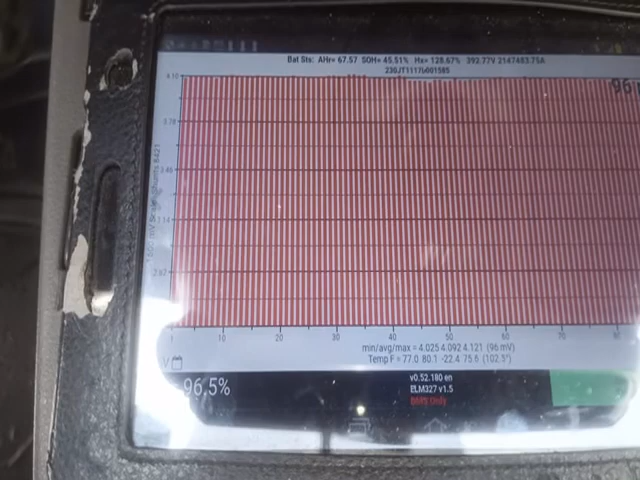 Bat Sts: AHr= 67.57 SOH= 45.51% Hx= 128.67% 392.77V 2147483.75A
230JT1117b001585
4.10
96
3.78
3.46
3.14
2.82
1 10 20 30 40 50 60 70 80
min/avg/max = 4.025 4.092 4.121 (96 mV)
Temp F = 77.0 80.1 -22.4 75.6 (102.5°)
V
96.5%
v0.52.180 en
ELM327 v1.5